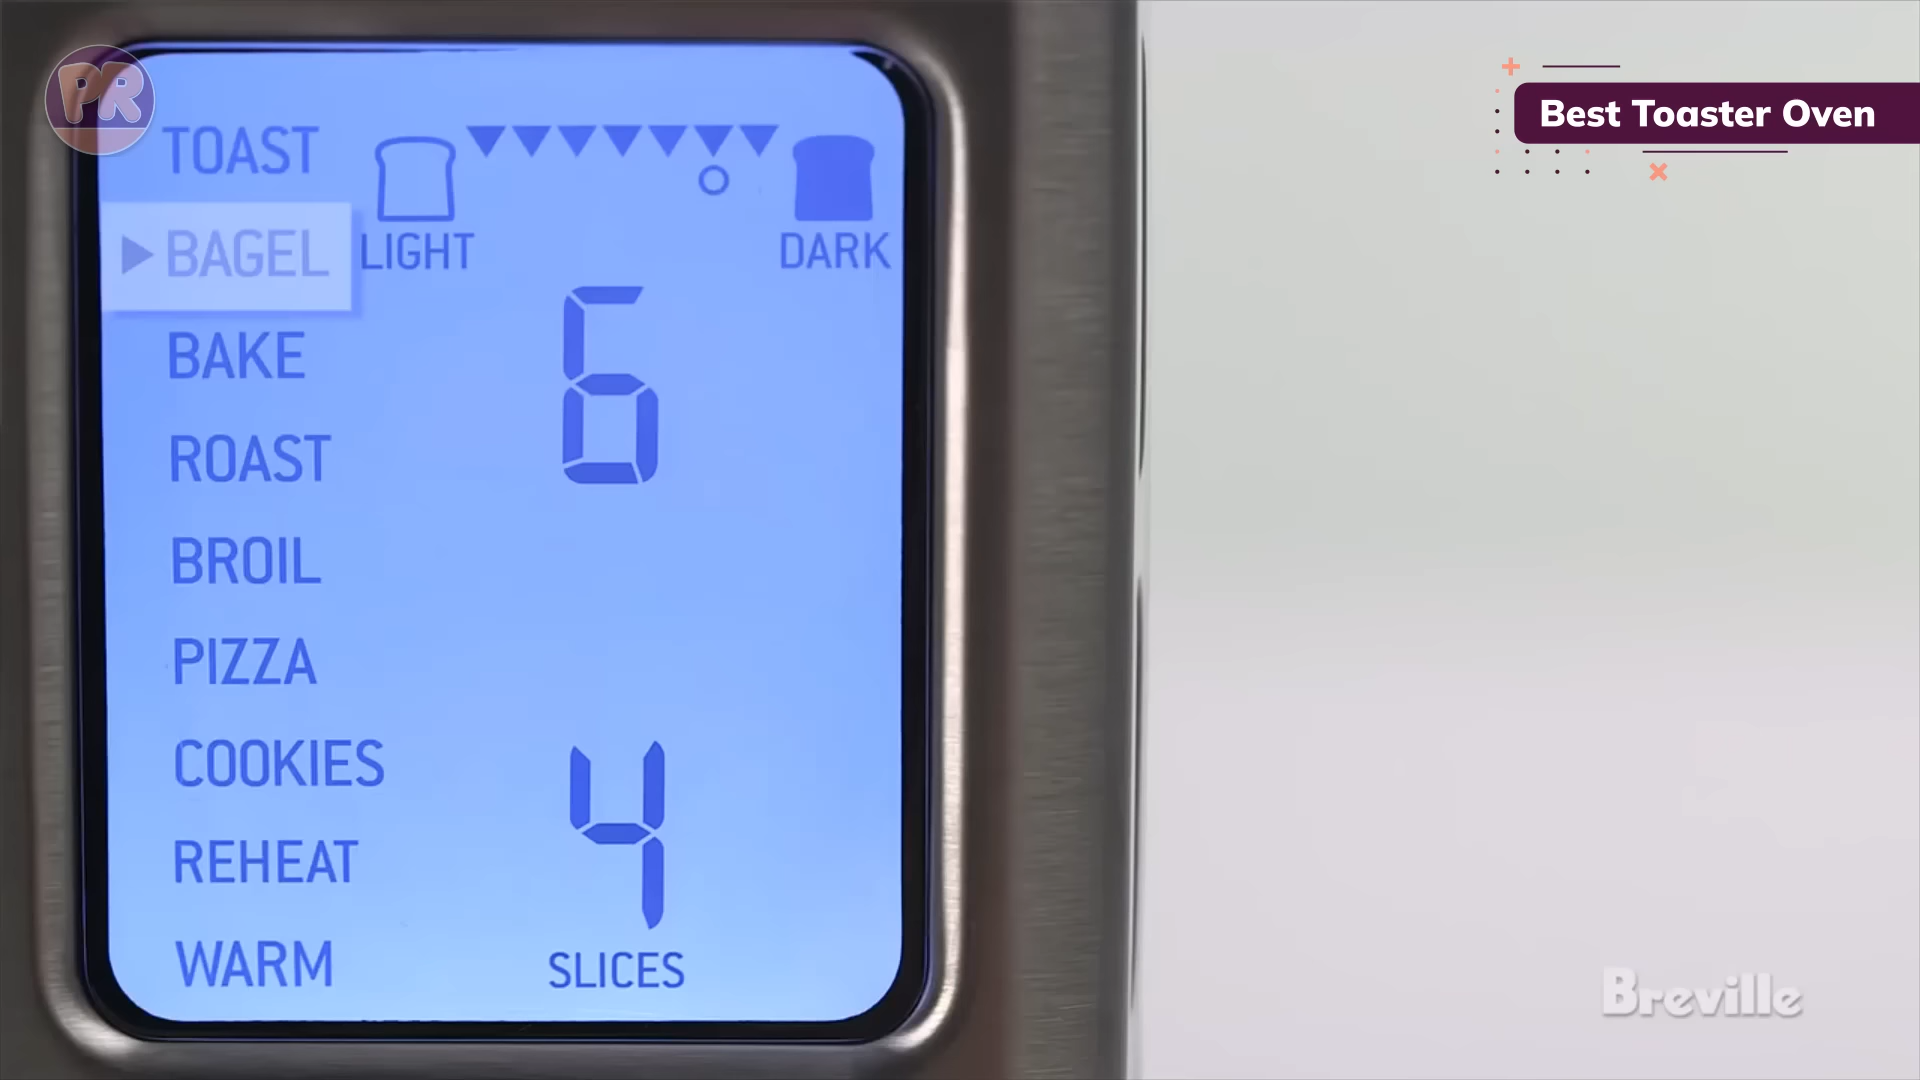 PR
Best Toaster Oven
TOAST
BAGEL
LIGHT
DARK
6
BAKE
ROAST
BROIL
PIZZA
COOKIES
4
REHEAT
WARM
SLICES
Breville